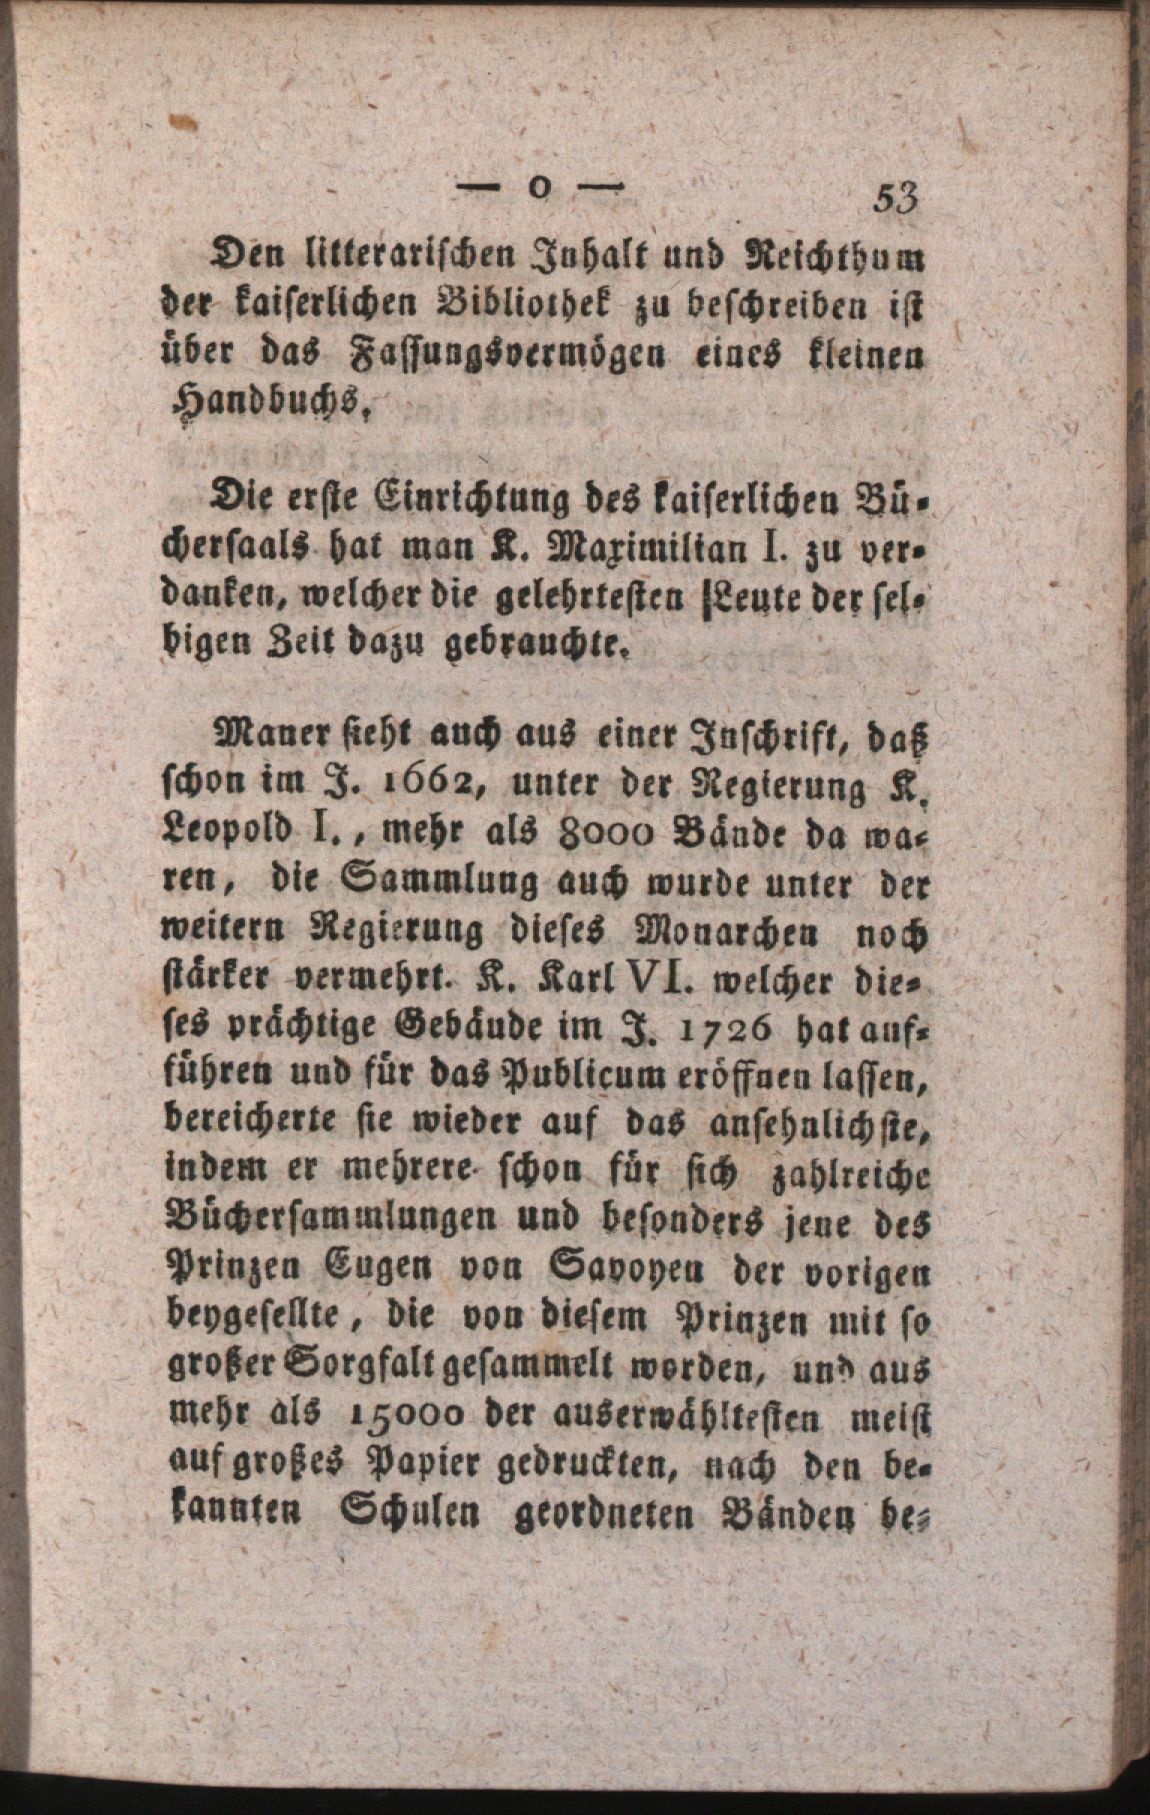 — o — 53
Den litterarischen Inhalt und Reichthum
der kaiserlichen Bibliothek zu beschreiben ist
über das Fassungsvermögen eines kleinen
Handbuchs.
Die erste Einrichtung des kaiserlichen Bü-
chersaals hat man K. Maximilian I. zu ver-
danken, welcher die gelehrtesten Leute der sel-
bigen Zeit dazu gebrauchte.
Maner sieht auch aus einer Inschrift, daß
schon im J. 1662, unter der Regierung K.
Leopold I., mehr als 8000 Bände da wa-
ren, die Sammlung auch wurde unter der
weitern Regierung dieses Monarchen noch
stärker vermehrt. K. Karl VI. welcher die-
ses prächtige Gebäude im J. 1726 hat auf-
führen und für das Publicum eröffnen lassen,
bereicherte sie wieder auf das ansehnlichste,
indem er mehrere schon für sich zahlreiche
Büchersammlungen und besonders jene des
Prinzen Eugen von Savoyen der vorigen
beygesellte, die von diesem Prinzen mit so
großer Sorgfalt gesammelt worden, und aus
mehr als 15000 der auserwähltesten meist
auf großes Papier gedruckten, nach den be-
kannten Schulen geordneten Bänden be-